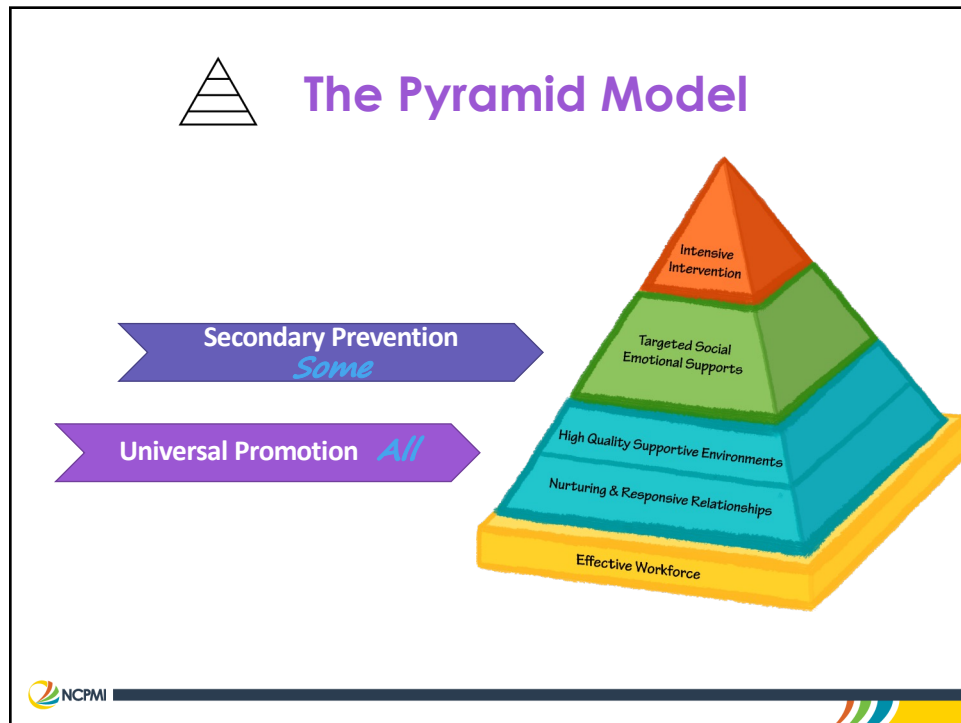 The Pyramid Model
Intensive
Intervention
Secondary Prevention
Some
Targeted Social
Emotional Supports
Universal Promotion All
High Quality Supportive Environments
Nurturing & Responsive Relationships
Effective Workforce
NCPMI